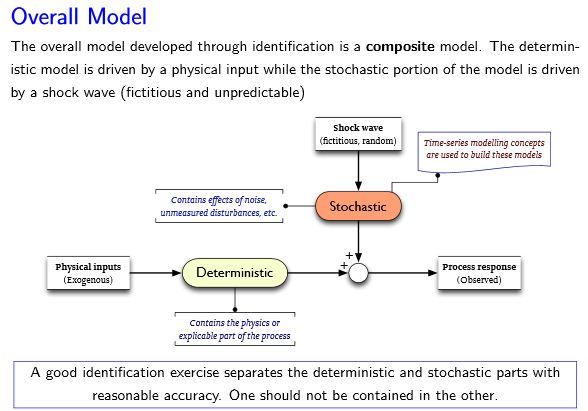 Overall Model
The overall model developed through identification is a composite model. The determin-
istic model is driven by a physical input while the stochastic portion of the model is driven
by a shock wave (fictitious and unpredictable)
Shock wave
(fictitious, random)
Time-series modelling concepts
are used to build these models
Contains effects of noise,
unmeasured disturbances, etc.
Stochastic
+
+
Physical inputs
(Exogenous)
Deterministic
Process response
(Observed)
Contains the physics or
explicable part of the process
A good identification exercise separates the deterministic and stochastic parts with
reasonable accuracy. One should not be contained in the other.